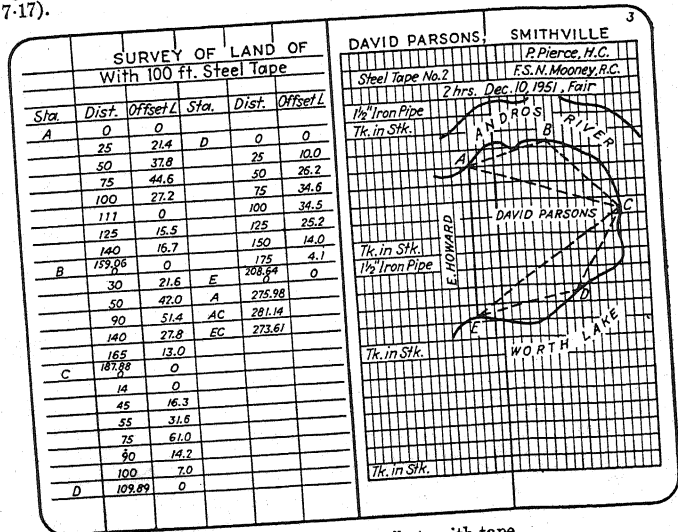 7·17).
SURVEY OF LAND OF
With 100 ft. Steel Tape
Sta. Dist. Offset L Sta. Dist. Offset L
A 0 0
25 21.4 D 0 0
50 37.8 25 10.0
75 44.6 50 26.2
100 27.2 75 34.6
111 0 100 34.5
125 15.5 125 25.2
140 16.7 150 14.0
B 159.06 0 175 4.1
0 208.64
30 21.6 E 0 0
50 42.0 A 275.98
90 51.4 AC 281.14
140 27.8 EC 273.61
165 13.0
C 187.88 0
0
14 0
45 16.3
55 31.6
75 61.0
90 14.2
100 7.0
D 109.89 0
3
DAVID PARSONS, SMITHVILLE
P. Pierce, H.C.
Steel Tape No.2 F.S.N. Mooney, R.C.
2 hrs. Dec. 10, 1951, Fair
1½" Iron Pipe
Tk. in Stk.
ANDROS RIVER
A
B
C
DAVID PARSONS
E. HOWARD
Tk. in Stk.
1½" Iron Pipe
D
E
WORTH LAKE
Tk. in Stk.
Tk. in Stk.
with tape